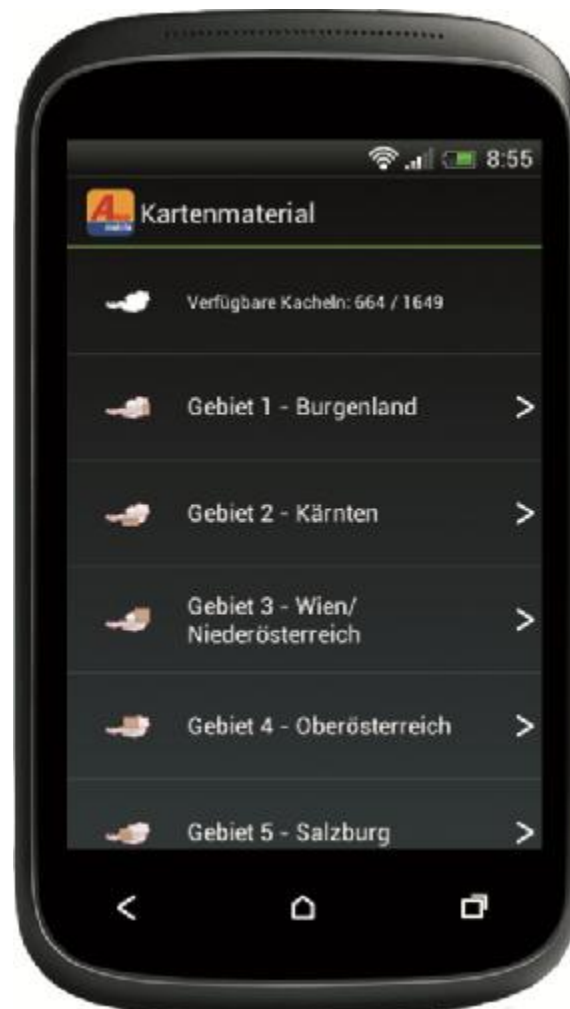 8:55
A
mobile
Kartenmaterial
Verfügbare Kacheln: 664 / 1649
Gebiet 1 - Burgenland
Gebiet 2 - Kärnten
Gebiet 3 - Wien/
Niederösterreich
Gebiet 4 - Oberösterreich
Gebiet 5 - Salzburg